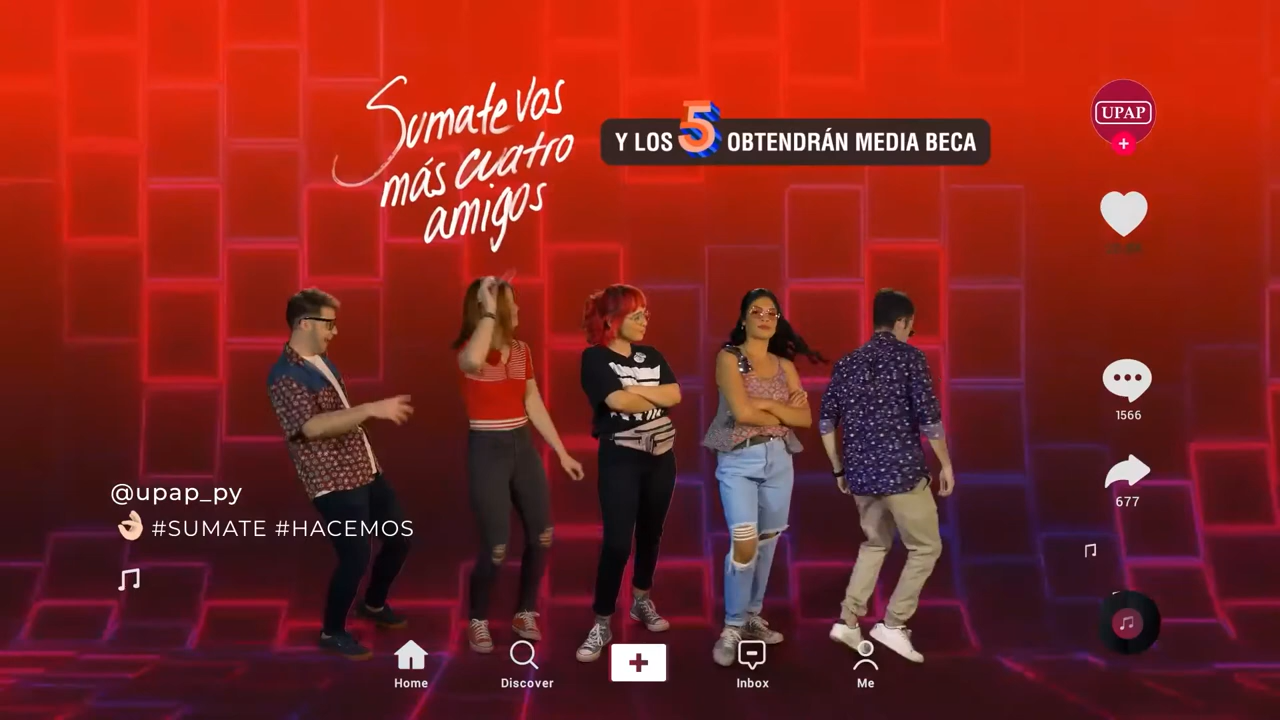 Sumate vos
más cuatro
amigos
Y LOS 5 OBTENDRÁN MEDIA BECA
UPAP
1566
677
@upap_py
👌🏻 #SUMATE #HACEMOS
Home
Discover
Inbox
Me